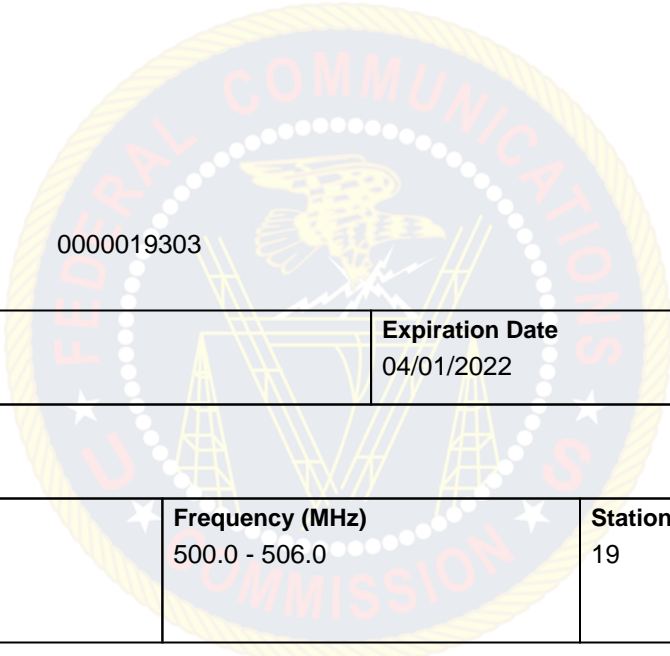 FEDERAL COMMUNICATIONS COMMISSION
U S
0000019303
Expiration Date
04/01/2022
Frequency (MHz)
Station
500.0 - 506.0
19